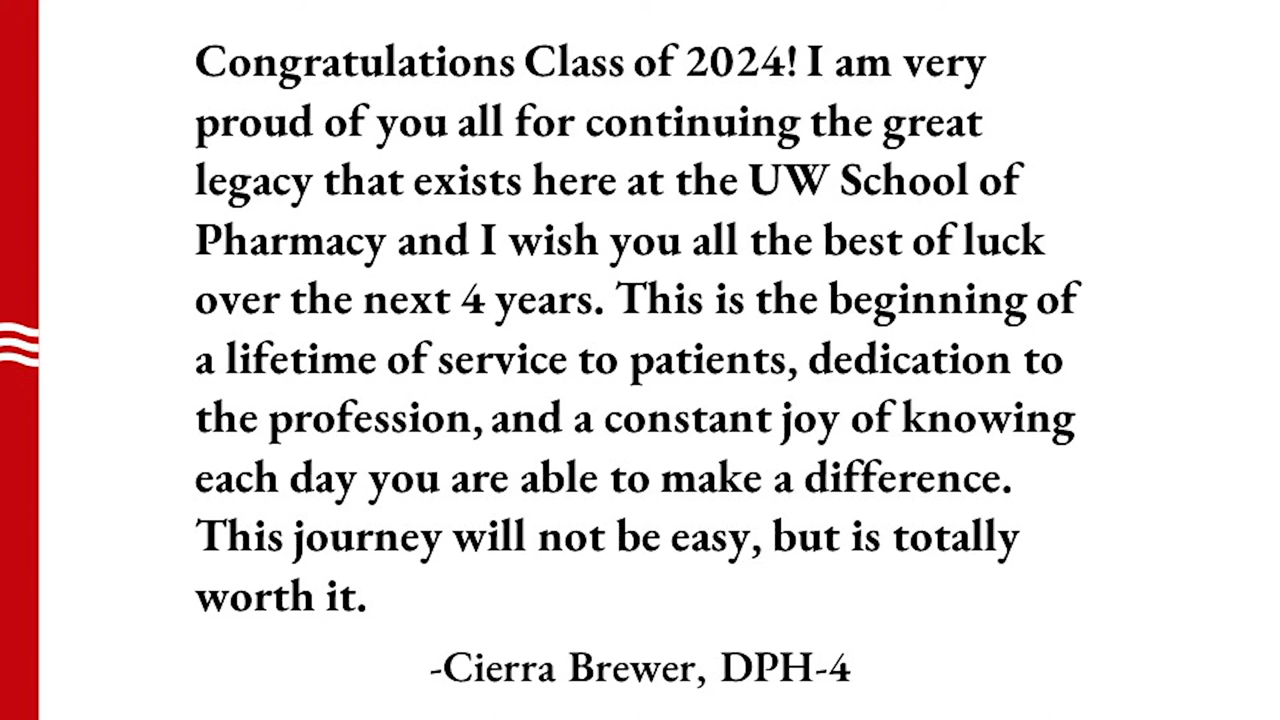 Congratulations Class of 2024! I am very
proud of you all for continuing the great
legacy that exists here at the UW School of
Pharmacy and I wish you all the best of luck
over the next 4 years. This is the beginning of
a lifetime of service to patients, dedication to
the profession, and a constant joy of knowing
each day you are able to make a difference.
This journey will not be easy, but is totally
worth it.
-Cierra Brewer, DPH-4